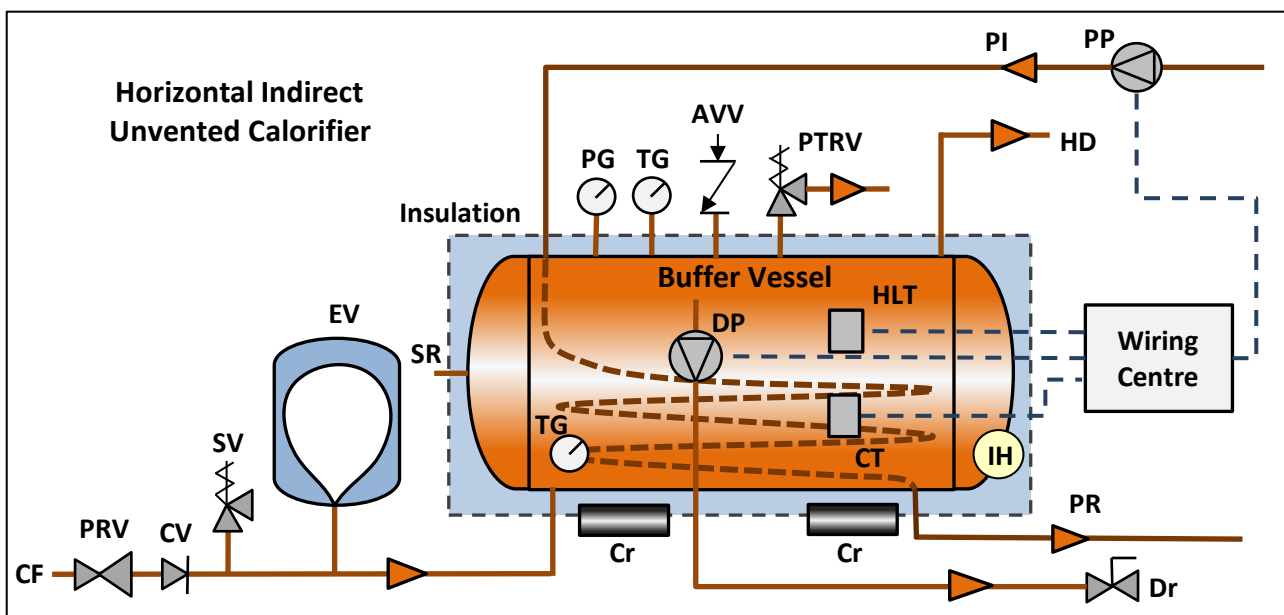 Horizontal Indirect
Unvented Calorifier
PI
PP
AVV
PG
TG
PTRV
HD
Insulation
Buffer Vessel
HLT
EV
DP
SR
Wiring
Centre
TG
SV
CT
IH
PR
PRV
CV
Cr
Cr
CF
Dr